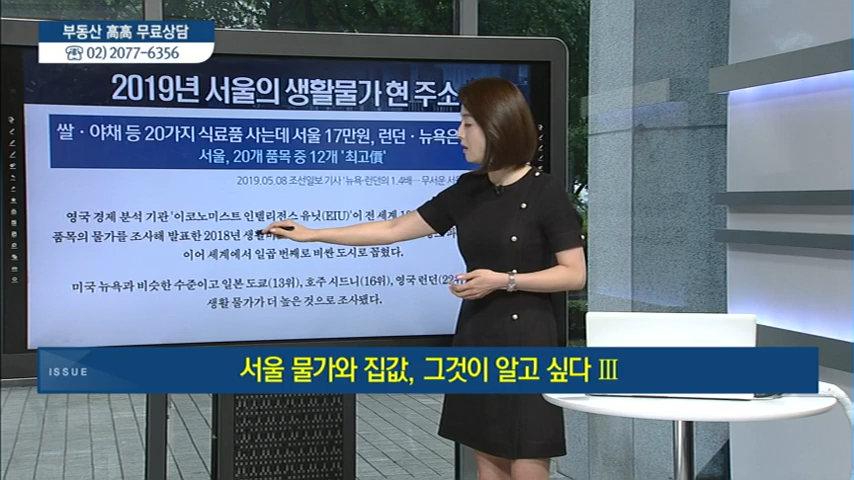 부동산 高高 무료상담
☎ 02) 2077-6356
2019년 서울의 생활물가 현 주소
쌀·야채 등 20가지 식료품 사는데 서울 17만원, 런던·뉴욕은
서울, 20개 품목 중 12개 '최고價'
2019.05.08 조선일보 기사 '뉴욕·런던의 1.4배… 무서운 서
영국 경제 분석 기관 '이코노미스트 인텔리전스 유닛(EIU)'이 전 세계
품목의 물가를 조사해 발표한 2018년
이어 세계에서 일곱 번째로 비싼 도시로 꼽혔다.
미국 뉴욕과 비슷한 수준이고 일본 도쿄(13위), 호주 시드니(16위), 영국 런던(22위
생활 물가가 더 높은 것으로 조사됐다.
ISSUE
서울 물가와 집값, 그것이 알고 싶다 Ⅲ